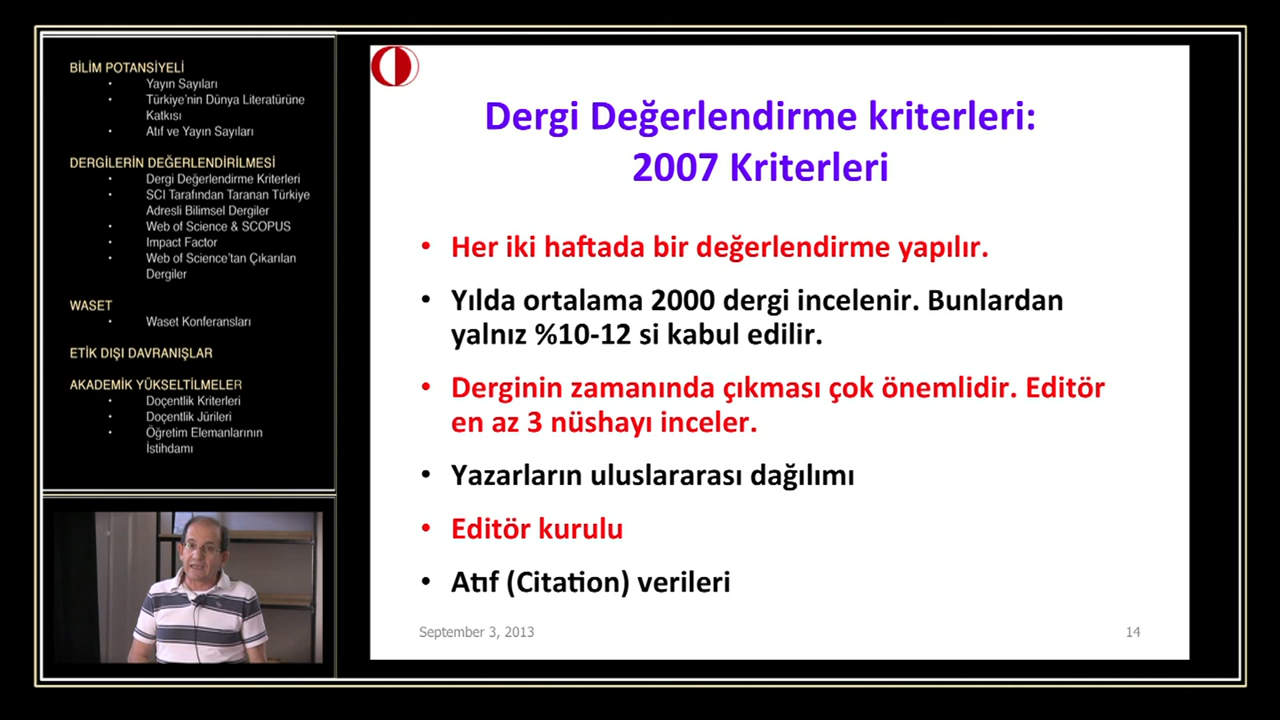 BİLİM POTANSİYELİ
• Yayın Sayıları
• Türkiye'nin Dünya Literatürüne
Katkısı
• Atıf ve Yayın Sayıları
DERGİLERİN DEĞERLENDİRİLMESİ
• Dergi Değerlendirme Kriterleri
• SCI Tarafından Taranan Türkiye
Adresli Bilimsel Dergiler
• Web of Science & SCOPUS
• Impact Factor
• Web of Science'tan Çıkarılan
Dergiler
WASET
• Waset Konferansları
ETİK DIŞI DAVRANIŞLAR
AKADEMİK YÜKSELTİLMELER
• Doçentlik Kriterleri
• Doçentlik Jürileri
• Öğretim Elemanlarının
İstihdamı
Dergi Değerlendirme kriterleri:
2007 Kriterleri
• Her iki haftada bir değerlendirme yapılır.
• Yılda ortalama 2000 dergi incelenir. Bunlardan
yalnız %10-12 si kabul edilir.
• Derginin zamanında çıkması çok önemlidir. Editör
en az 3 nüshayı inceler.
• Yazarların uluslararası dağılımı
• Editör kurulu
• Atıf (Citation) verileri
September 3, 2013
14